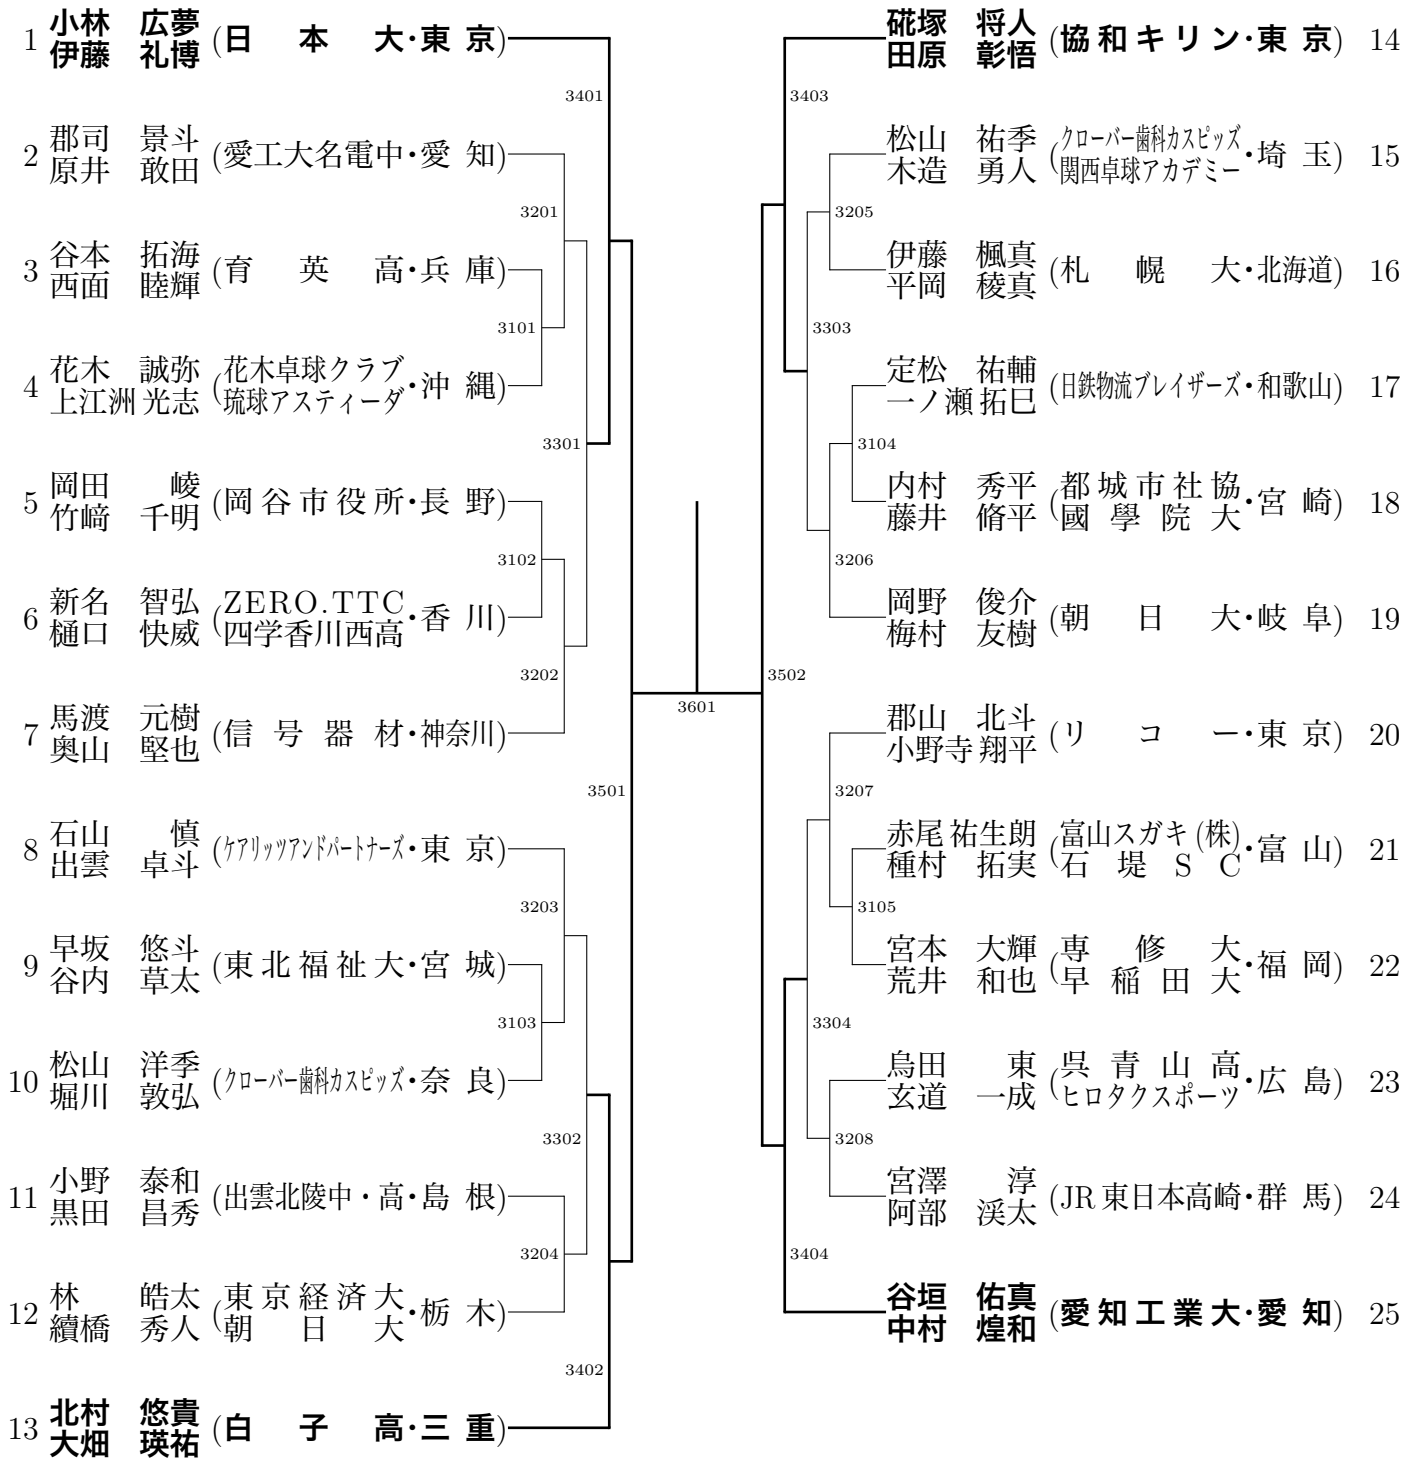 1 小林 広夢 伊藤 礼博 (日本大・東京)
3401
2 郡司 景斗 原井 敢田 (愛工大名電中・愛知)
3201
3 谷本 拓海 西面 睦輝 (育英高・兵庫)
3101
4 花木 誠弥 上江洲 光志 (花木卓球クラブ 琉球アスティーダ・沖縄)
3301
5 岡田 崚 竹﨑 千明 (岡谷市役所・長野)
3102
6 新名 智弘 樋口 快威 (ZERO.TTC 四学香川西高・香川)
3202
7 馬渡 元樹 奥山 堅也 (信号器材・神奈川)
3501
8 石山 慎 出雲 卓斗 (ケアリッツアンドパートナーズ・東京)
3203
9 早坂 悠斗 谷内 草太 (東北福祉大・宮城)
3103
10 松山 洋季 堀川 敦弘 (クローバー歯科カスピッズ・奈良)
3302
11 小野 泰和 黒田 昌秀 (出雲北陵中・高・島根)
3204
12 林 皓太 續橋 秀人 (東京経済大 朝日大・栃木)
3402
13 北村 悠貴 大畑 瑛祐 (白子高・三重)
3601
硴塚 将人 田原 彰悟 (協和キリン・東京) 14
3403
松山 祐季 木造 勇人 (クローバー歯科カスピッズ 関西卓球アカデミー・埼玉) 15
3205
伊藤 楓真 平岡 稜真 (札幌大・北海道) 16
3303
定松 祐輔 一ノ瀬 拓巳 (日鉄物流ブレイザーズ・和歌山) 17
3104
内村 秀平 藤井 脩平 (都城市社協 國學院大・宮崎) 18
3206
岡野 俊介 梅村 友樹 (朝日大・岐阜) 19
3502
郡山 北斗 小野寺 翔平 (リコー・東京) 20
3207
赤尾 祐生朗 種村 拓実 (富山スガキ(株) 石堤SC・富山) 21
3105
宮本 大輝 荒井 和也 (専修大 早稲田大・福岡) 22
3304
烏田 東 玄道 一成 (呉青山高 ヒロタクスポーツ・広島) 23
3208
宮澤 淳 阿部 渓太 (JR東日本高崎・群馬) 24
3404
谷垣 佑真 中村 煌和 (愛知工業大・愛知) 25